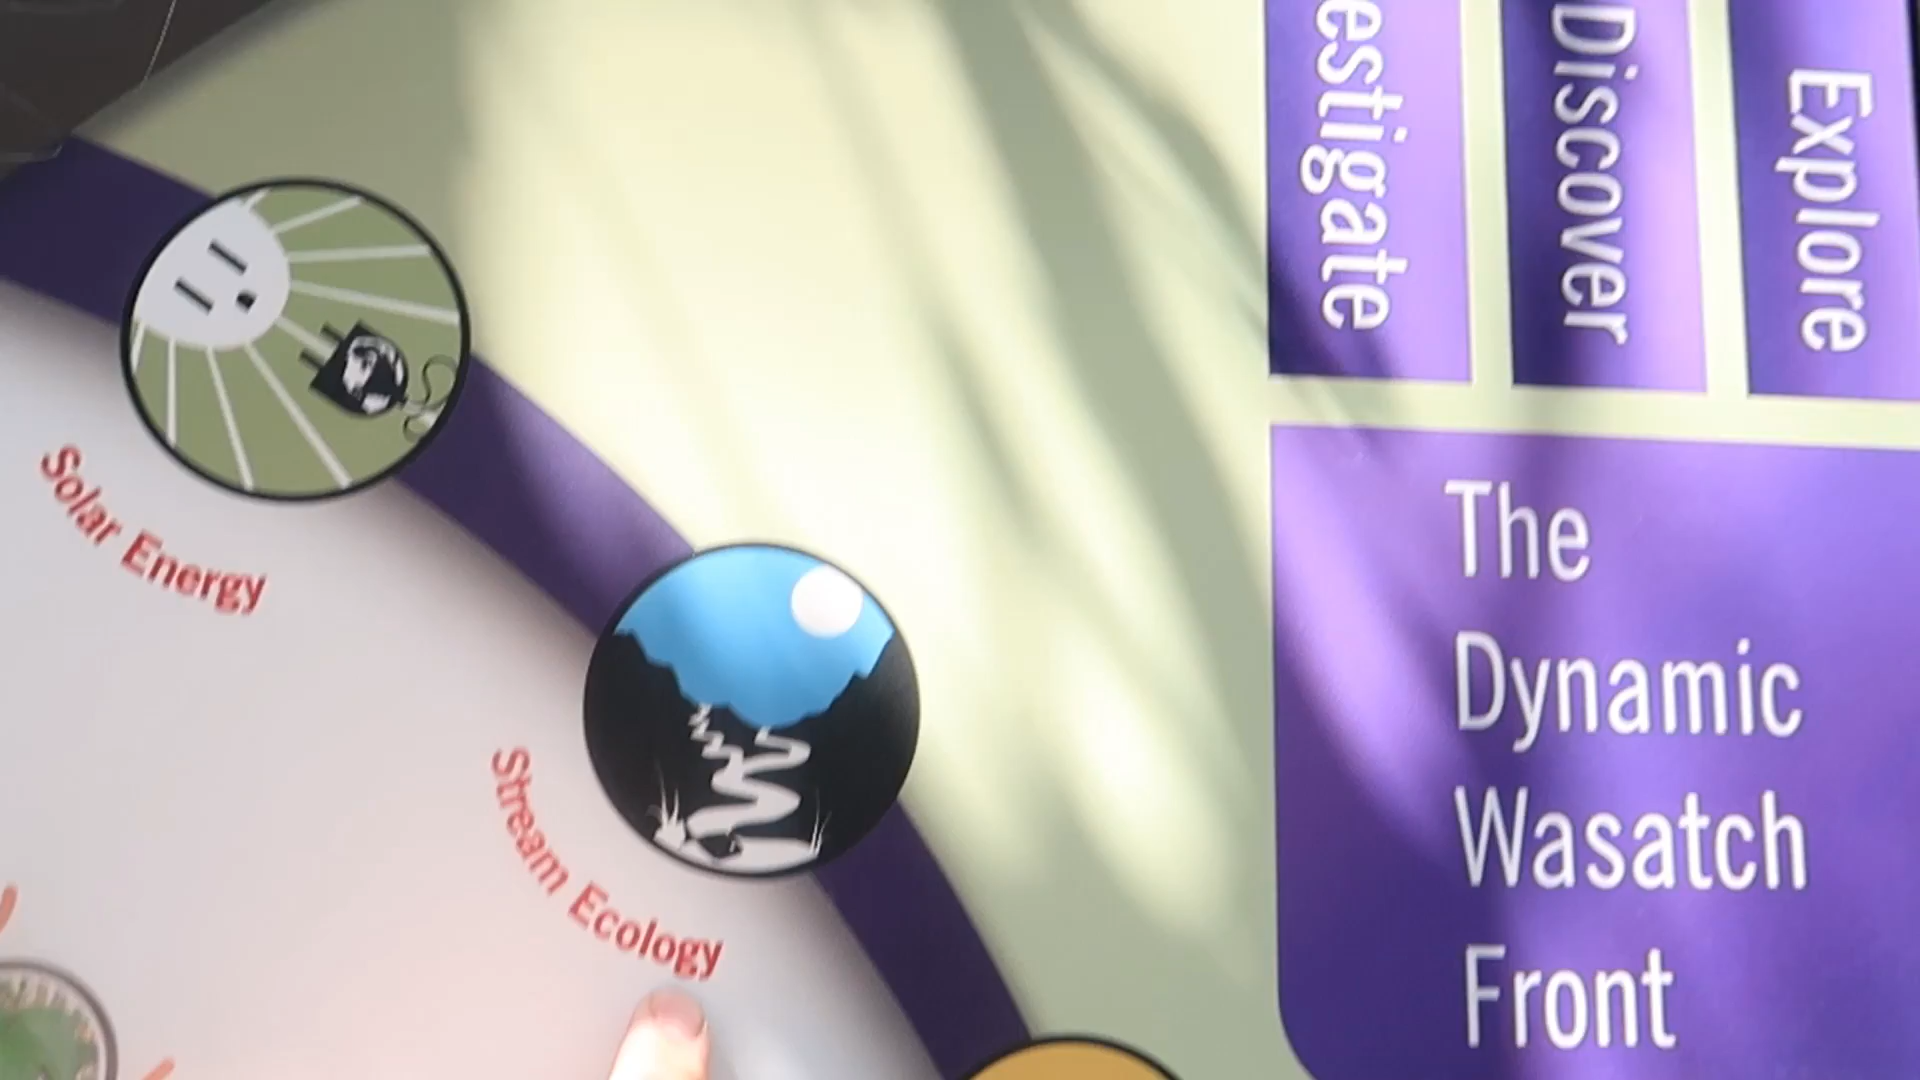 estigate
Discover
Explore
The
Dynamic
Wasatch
Front
Solar Energy
Stream Ecology